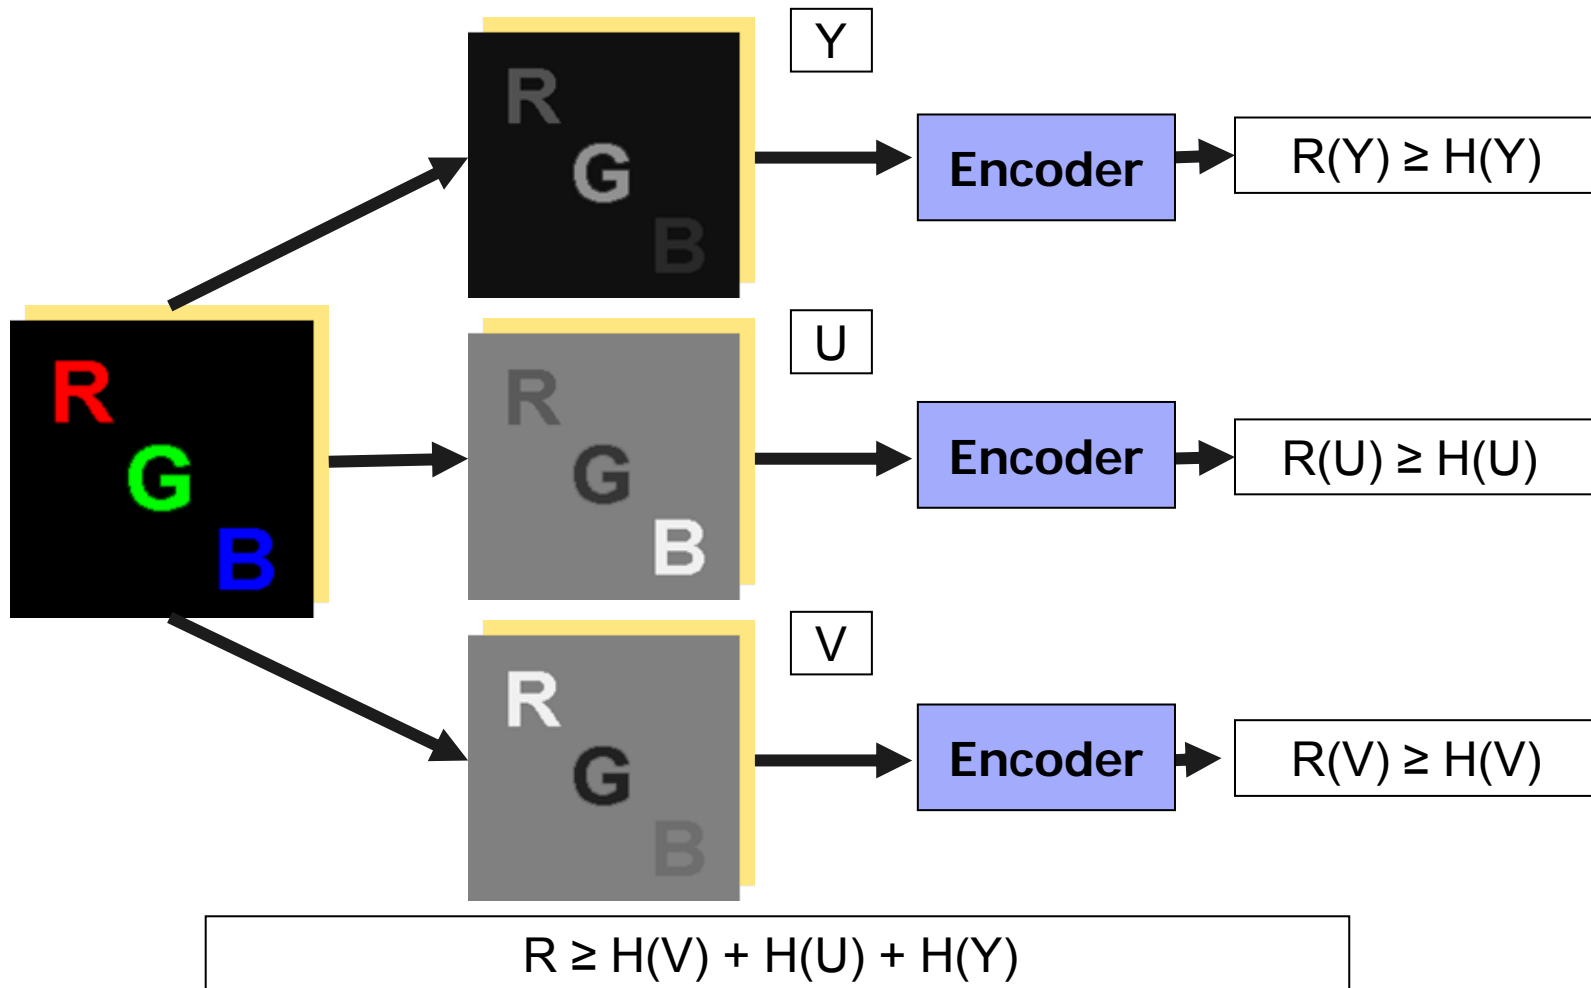 Y
R
G
B
Encoder
R(Y) ≥ H(Y)
R
G
B
U
R
G
B
Encoder
R(U) ≥ H(U)
V
R
G
B
Encoder
R(V) ≥ H(V)
R ≥ H(V) + H(U) + H(Y)